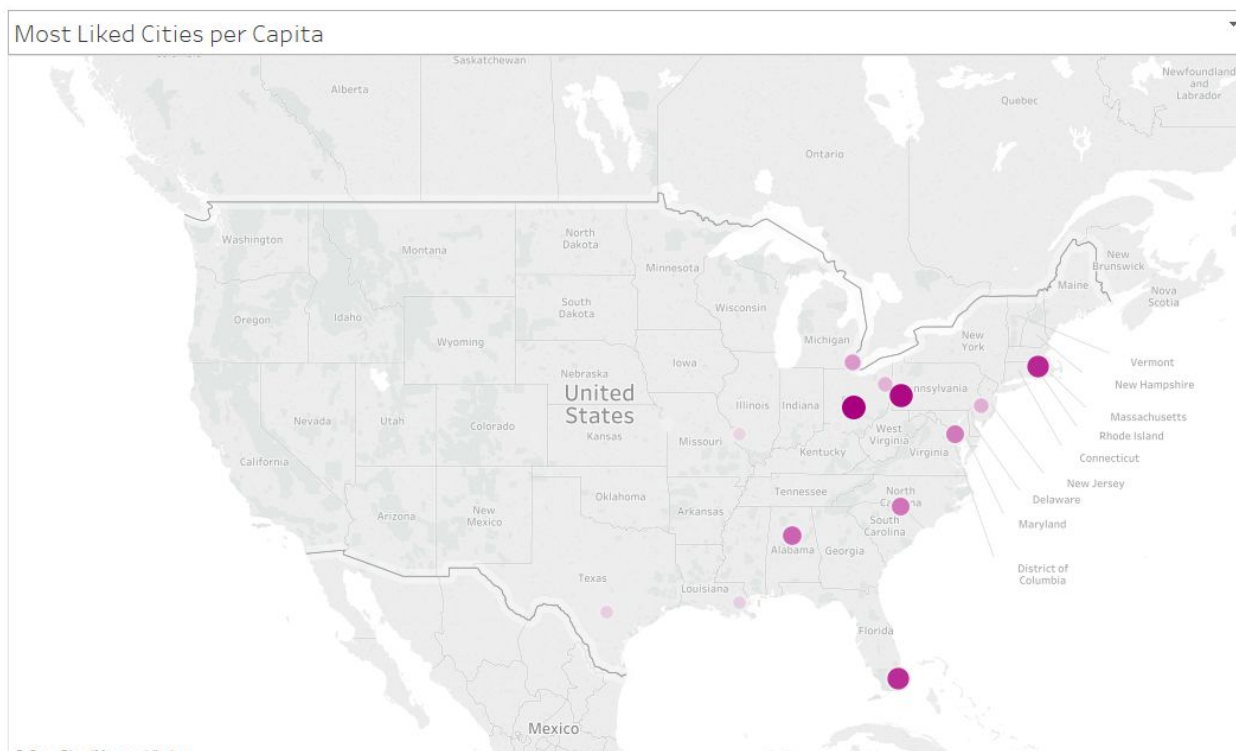 Most Liked Cities per Capita
Saskatchewan
Alberta
Newfoundland
and
Labrador
Quebec
Ontario
Washington
Montana
North
Dakota
Minnesota
New
Brunswick
Maine
Nova
Scotia
South
Dakota
Wisconsin
Oregon
Idaho
Michigan
New
York
Wyoming
Vermont
Iowa
Nebraska
New Hampshire
Pennsylvania
United
States
Illinois
Indiana
Massachusetts
Nevada
Utah
Colorado
Rhode Island
West
Virginia
Kansas
Missouri
Kentucky
Virginia
Connecticut
California
New Jersey
Tennessee
North
Carolina
Oklahoma
Delaware
Arkansas
Arizona
New
Mexico
South
Carolina
Maryland
Alabama
Georgia
District of
Columbia
Texas
Louisiana
Florida
Mexico